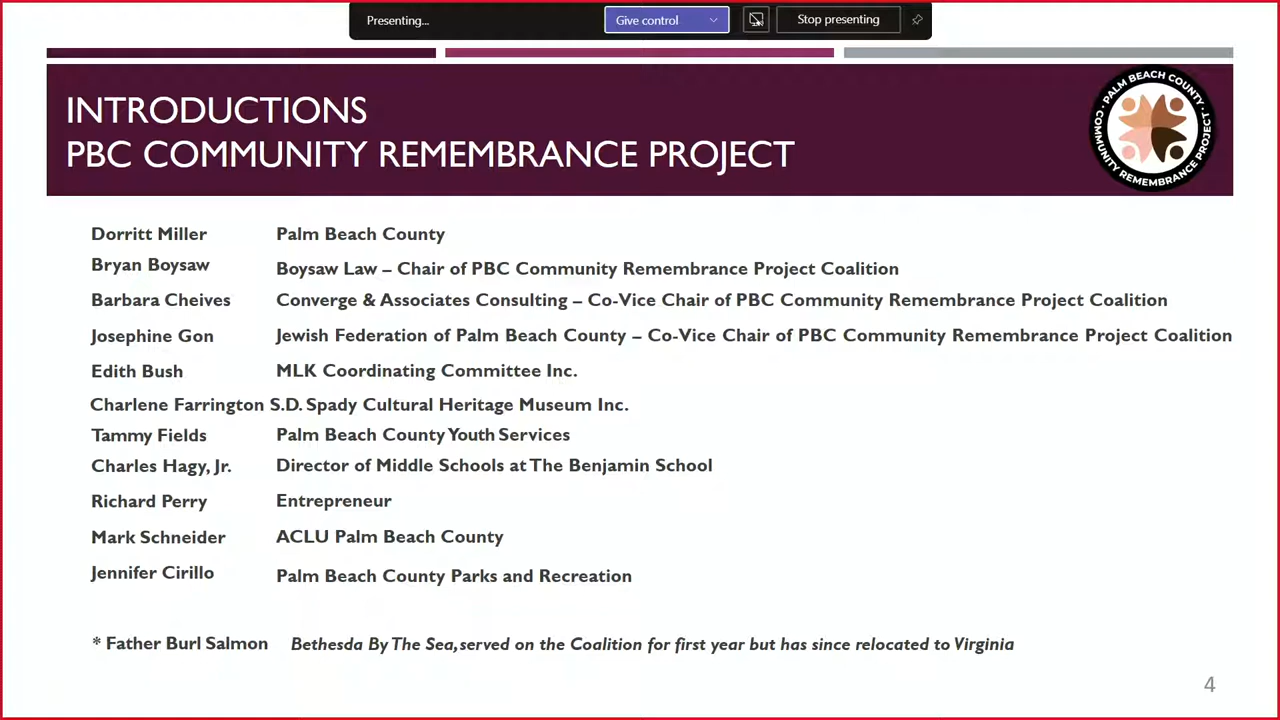 Presenting...
Give control
Stop presenting
INTRODUCTIONS
PBC COMMUNITY REMEMBRANCE PROJECT
· PALM BEACH COUNTY · COMMUNITY REMEMBRANCE PROJECT
Dorritt Miller Palm Beach County
Bryan Boysaw Boysaw Law – Chair of PBC Community Remembrance Project Coalition
Barbara Cheives Converge & Associates Consulting – Co-Vice Chair of PBC Community Remembrance Project Coalition
Josephine Gon Jewish Federation of Palm Beach County – Co-Vice Chair of PBC Community Remembrance Project Coalition
Edith Bush MLK Coordinating Committee Inc.
Charlene Farrington S.D. Spady Cultural Heritage Museum Inc.
Tammy Fields Palm Beach County Youth Services
Charles Hagy, Jr. Director of Middle Schools at The Benjamin School
Richard Perry Entrepreneur
Mark Schneider ACLU Palm Beach County
Jennifer Cirillo Palm Beach County Parks and Recreation
* Father Burl Salmon Bethesda By The Sea, served on the Coalition for first year but has since relocated to Virginia
4